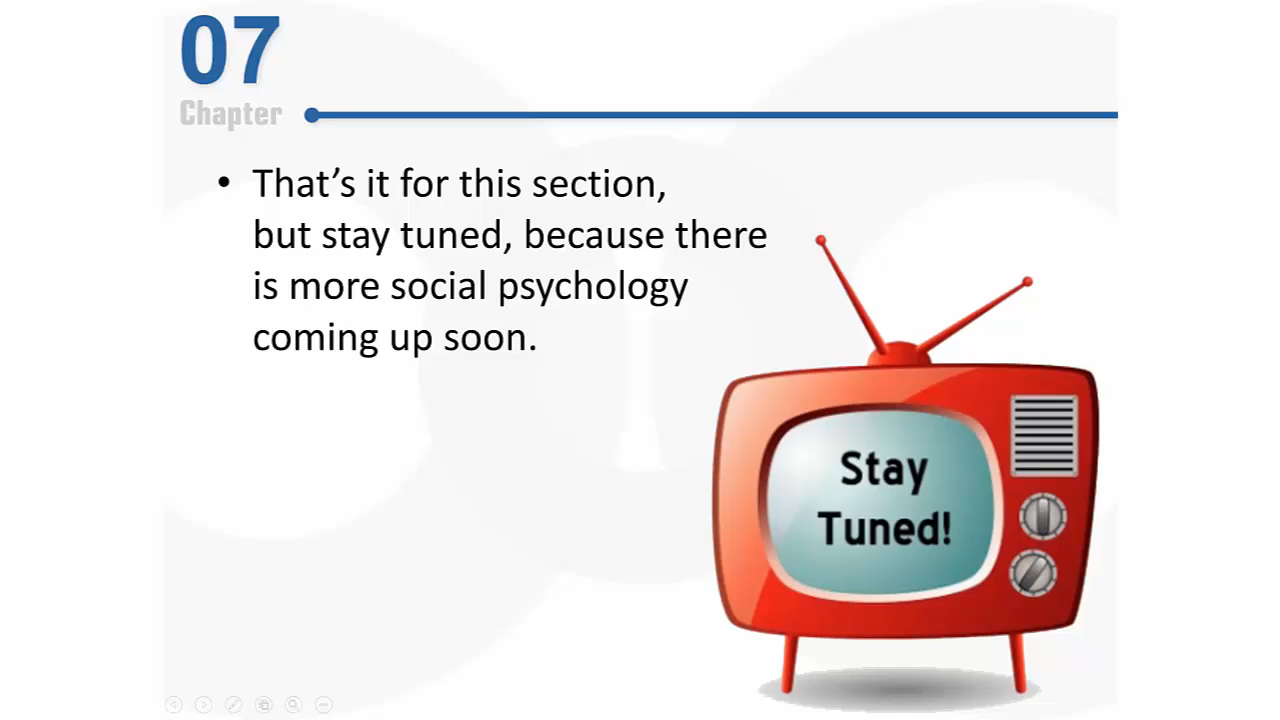 07
Chapter
• That’s it for this section,
but stay tuned, because there
is more social psychology
coming up soon.
Stay
Tuned!